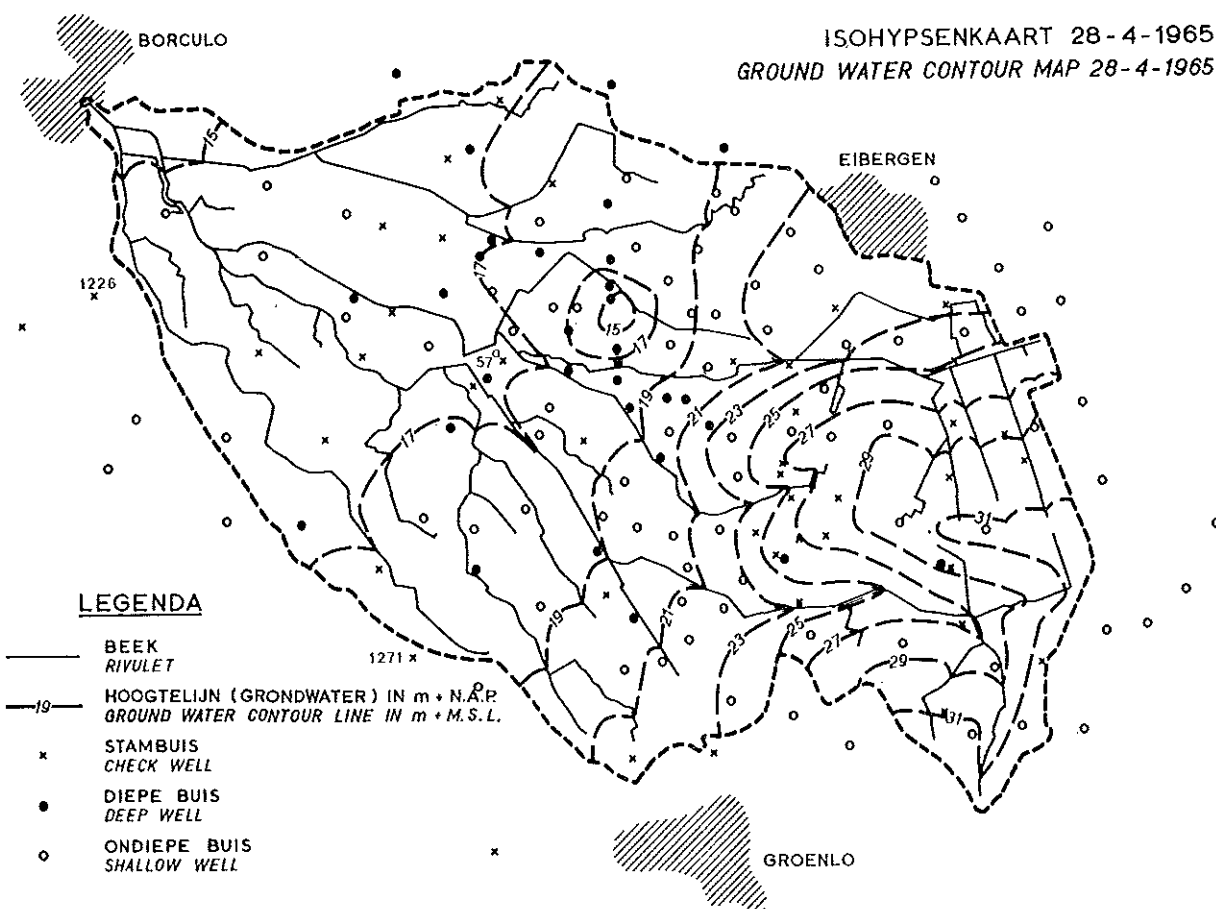 ISOHYPSENKAART 28-4-1965
GROUND WATER CONTOUR MAP 28-4-1965
BORCULO
EIBERGEN
15
1226
17
15
17
57
19
21
23
25
27
17
29
31
19
21
23
25
27
29
31
1271
GROENLO
LEGENDA
BEEK
RIVULET
19
HOOGTELIJN (GRONDWATER) IN m + N.A.P.
GROUND WATER CONTOUR LINE IN m + M.S.L.
STAMBUIS
CHECK WELL
DIEPE BUIS
DEEP WELL
ONDIEPE BUIS
SHALLOW WELL